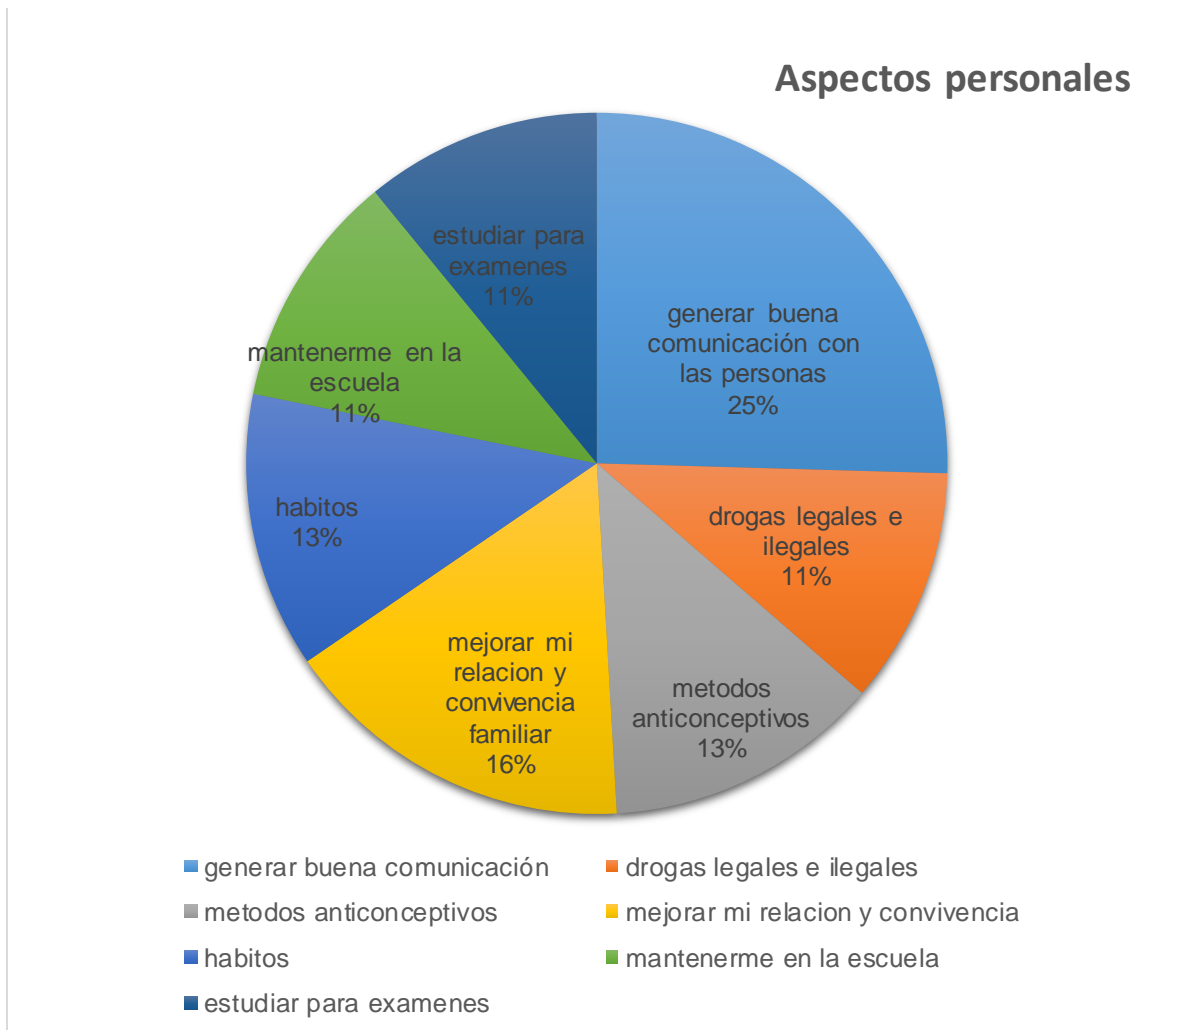 Aspectos personales
estudiar para
examenes
11%
generar buena
comunicación con
las personas
25%
mantenerme en la
escuela
11%
habitos
13%
drogas legales e
ilegales
11%
mejorar mi
relacion y
convivencia
familiar
16%
metodos
anticonceptivos
13%
generar buena comunicación
drogas legales e ilegales
metodos anticonceptivos
mejorar mi relacion y convivencia
habitos
mantenerme en la escuela
estudiar para examenes